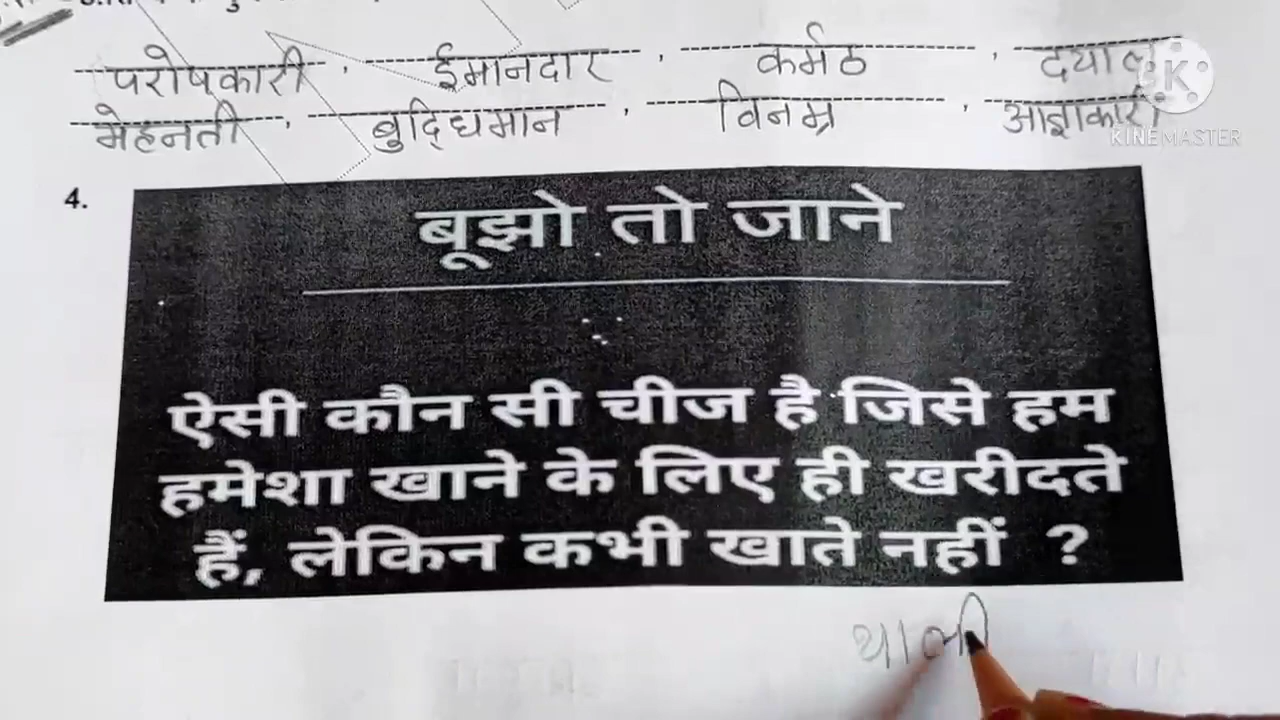 परोपकारी , ईमानदार , कर्मठ , दयालु
मेहनती , बुद्धिमान , विनम्र , आज्ञाकारी
K
KINEMASTER
4.
बूझो तो जाने
ऐसी कौन सी चीज है जिसे हम
हमेशा खाने के लिए ही खरीदते
हैं, लेकिन कभी खाते नहीं ?
थाली